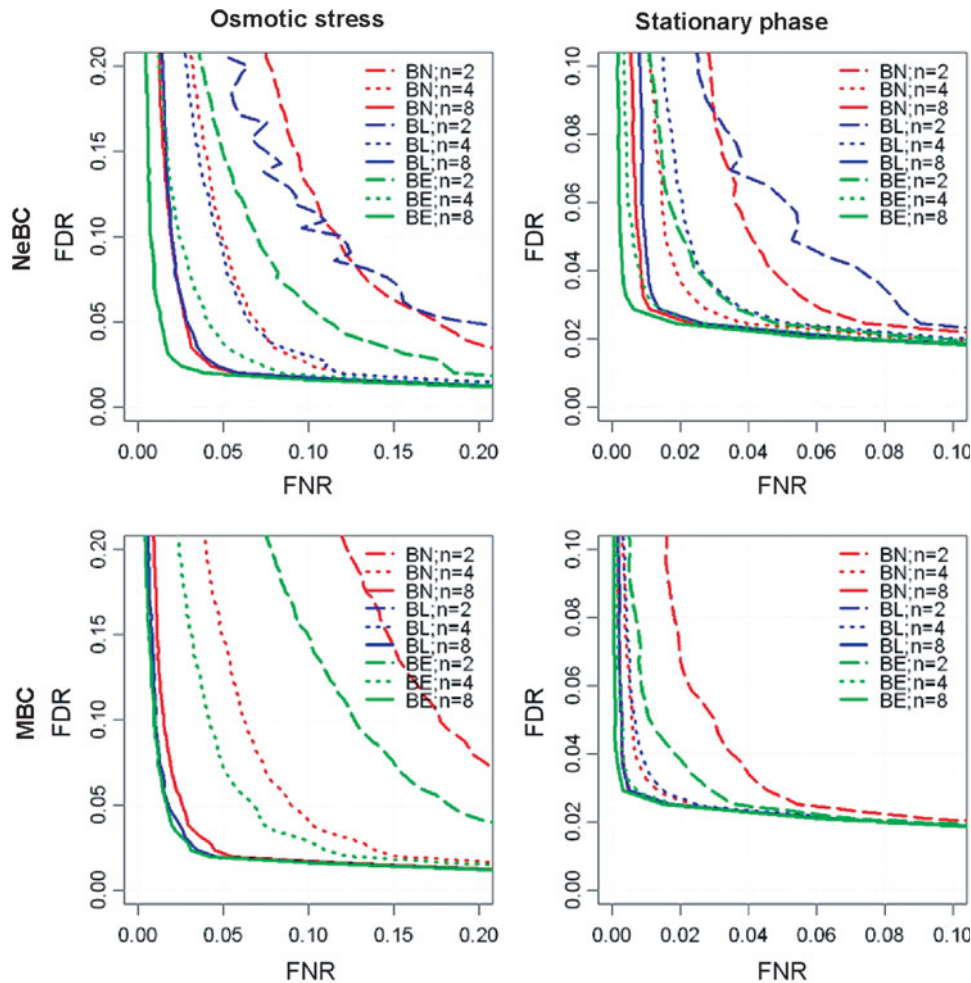 Osmotic stress
Stationary phase
NeBC
FDR
0.20
0.15
0.10
0.05
0.00
BN;n=2
BN;n=4
BN;n=8
BL;n=2
BL;n=4
BL;n=8
BE;n=2
BE;n=4
BE;n=8
0.00 0.05 0.10 0.15 0.20
FNR
FDR
0.10
0.08
0.06
0.04
0.02
0.00
BN;n=2
BN;n=4
BN;n=8
BL;n=2
BL;n=4
BL;n=8
BE;n=2
BE;n=4
BE;n=8
0.00 0.02 0.04 0.06 0.08 0.10
FNR
MBC
FDR
0.20
0.15
0.10
0.05
0.00
BN;n=2
BN;n=4
BN;n=8
BL;n=2
BL;n=4
BL;n=8
BE;n=2
BE;n=4
BE;n=8
0.00 0.05 0.10 0.15 0.20
FNR
FDR
0.10
0.08
0.06
0.04
0.02
0.00
BN;n=2
BN;n=4
BN;n=8
BL;n=2
BL;n=4
BL;n=8
BE;n=2
BE;n=4
BE;n=8
0.00 0.02 0.04 0.06 0.08 0.10
FNR